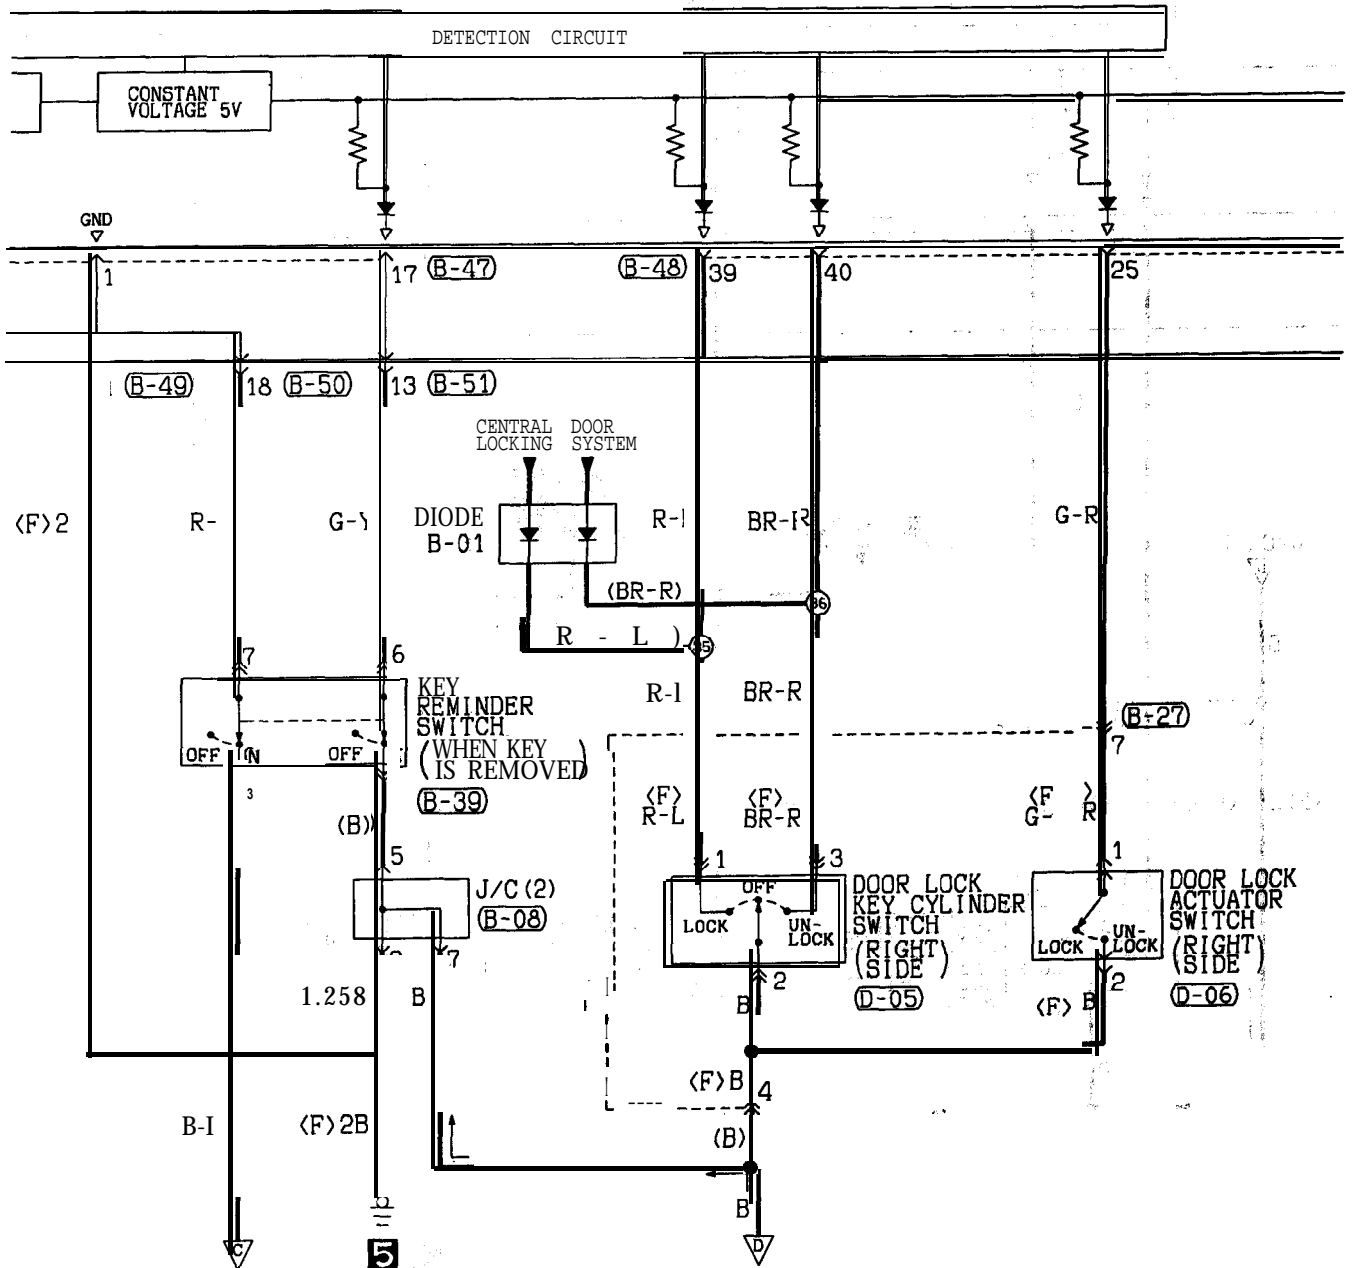 DETECTION CIRCUIT
CONSTANT
VOLTAGE 5V
GND
1
17
(B-47)
(B-48)
39
40
25
(B-49)
18
(B-50)
13
(B-51)
CENTRAL DOOR
LOCKING SYSTEM
<F>2
R-
G-Y
DIODE
B-01
R-
BR-R
G-R
(BR-R)
36
R - L )
35
7
6
KEY
REMINDER
SWITCH
(WHEN KEY
IS REMOVED)
(B-39)
OFF
N
OFF
R-
BR-R
(B-27)
7
3
(B)
<F>
R-L
<F>
BR-R
<F >
G- R
5
1
3
1
J/C(2)
(B-08)
7
OFF
LOCK
UN-
LOCK
DOOR LOCK
KEY CYLINDER
SWITCH
(RIGHT
SIDE)
(D-05)
LOCK
UN-
LOCK
DOOR LOCK
ACTUATOR
SWITCH
(RIGHT
SIDE)
(D-06)
2
2
1.258
B
B
<F> B
<F>B
4
B-I
<F>2B
(B)
B
C
5
D